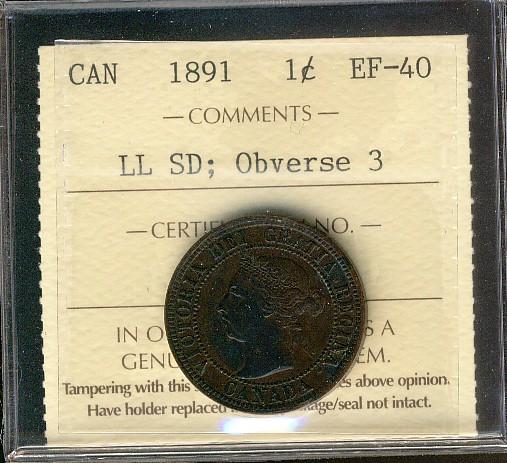 CAN 1891 1¢ EF-40
— COMMENTS —
LL SD; Obverse 3
— CERTIF NO. —
IN O S A
GENU EM.
Tampering with this es above opinion.
Have holder replaced kage/seal not intact.
VICTORIA DEI GRATIA REGINA.
CANADA